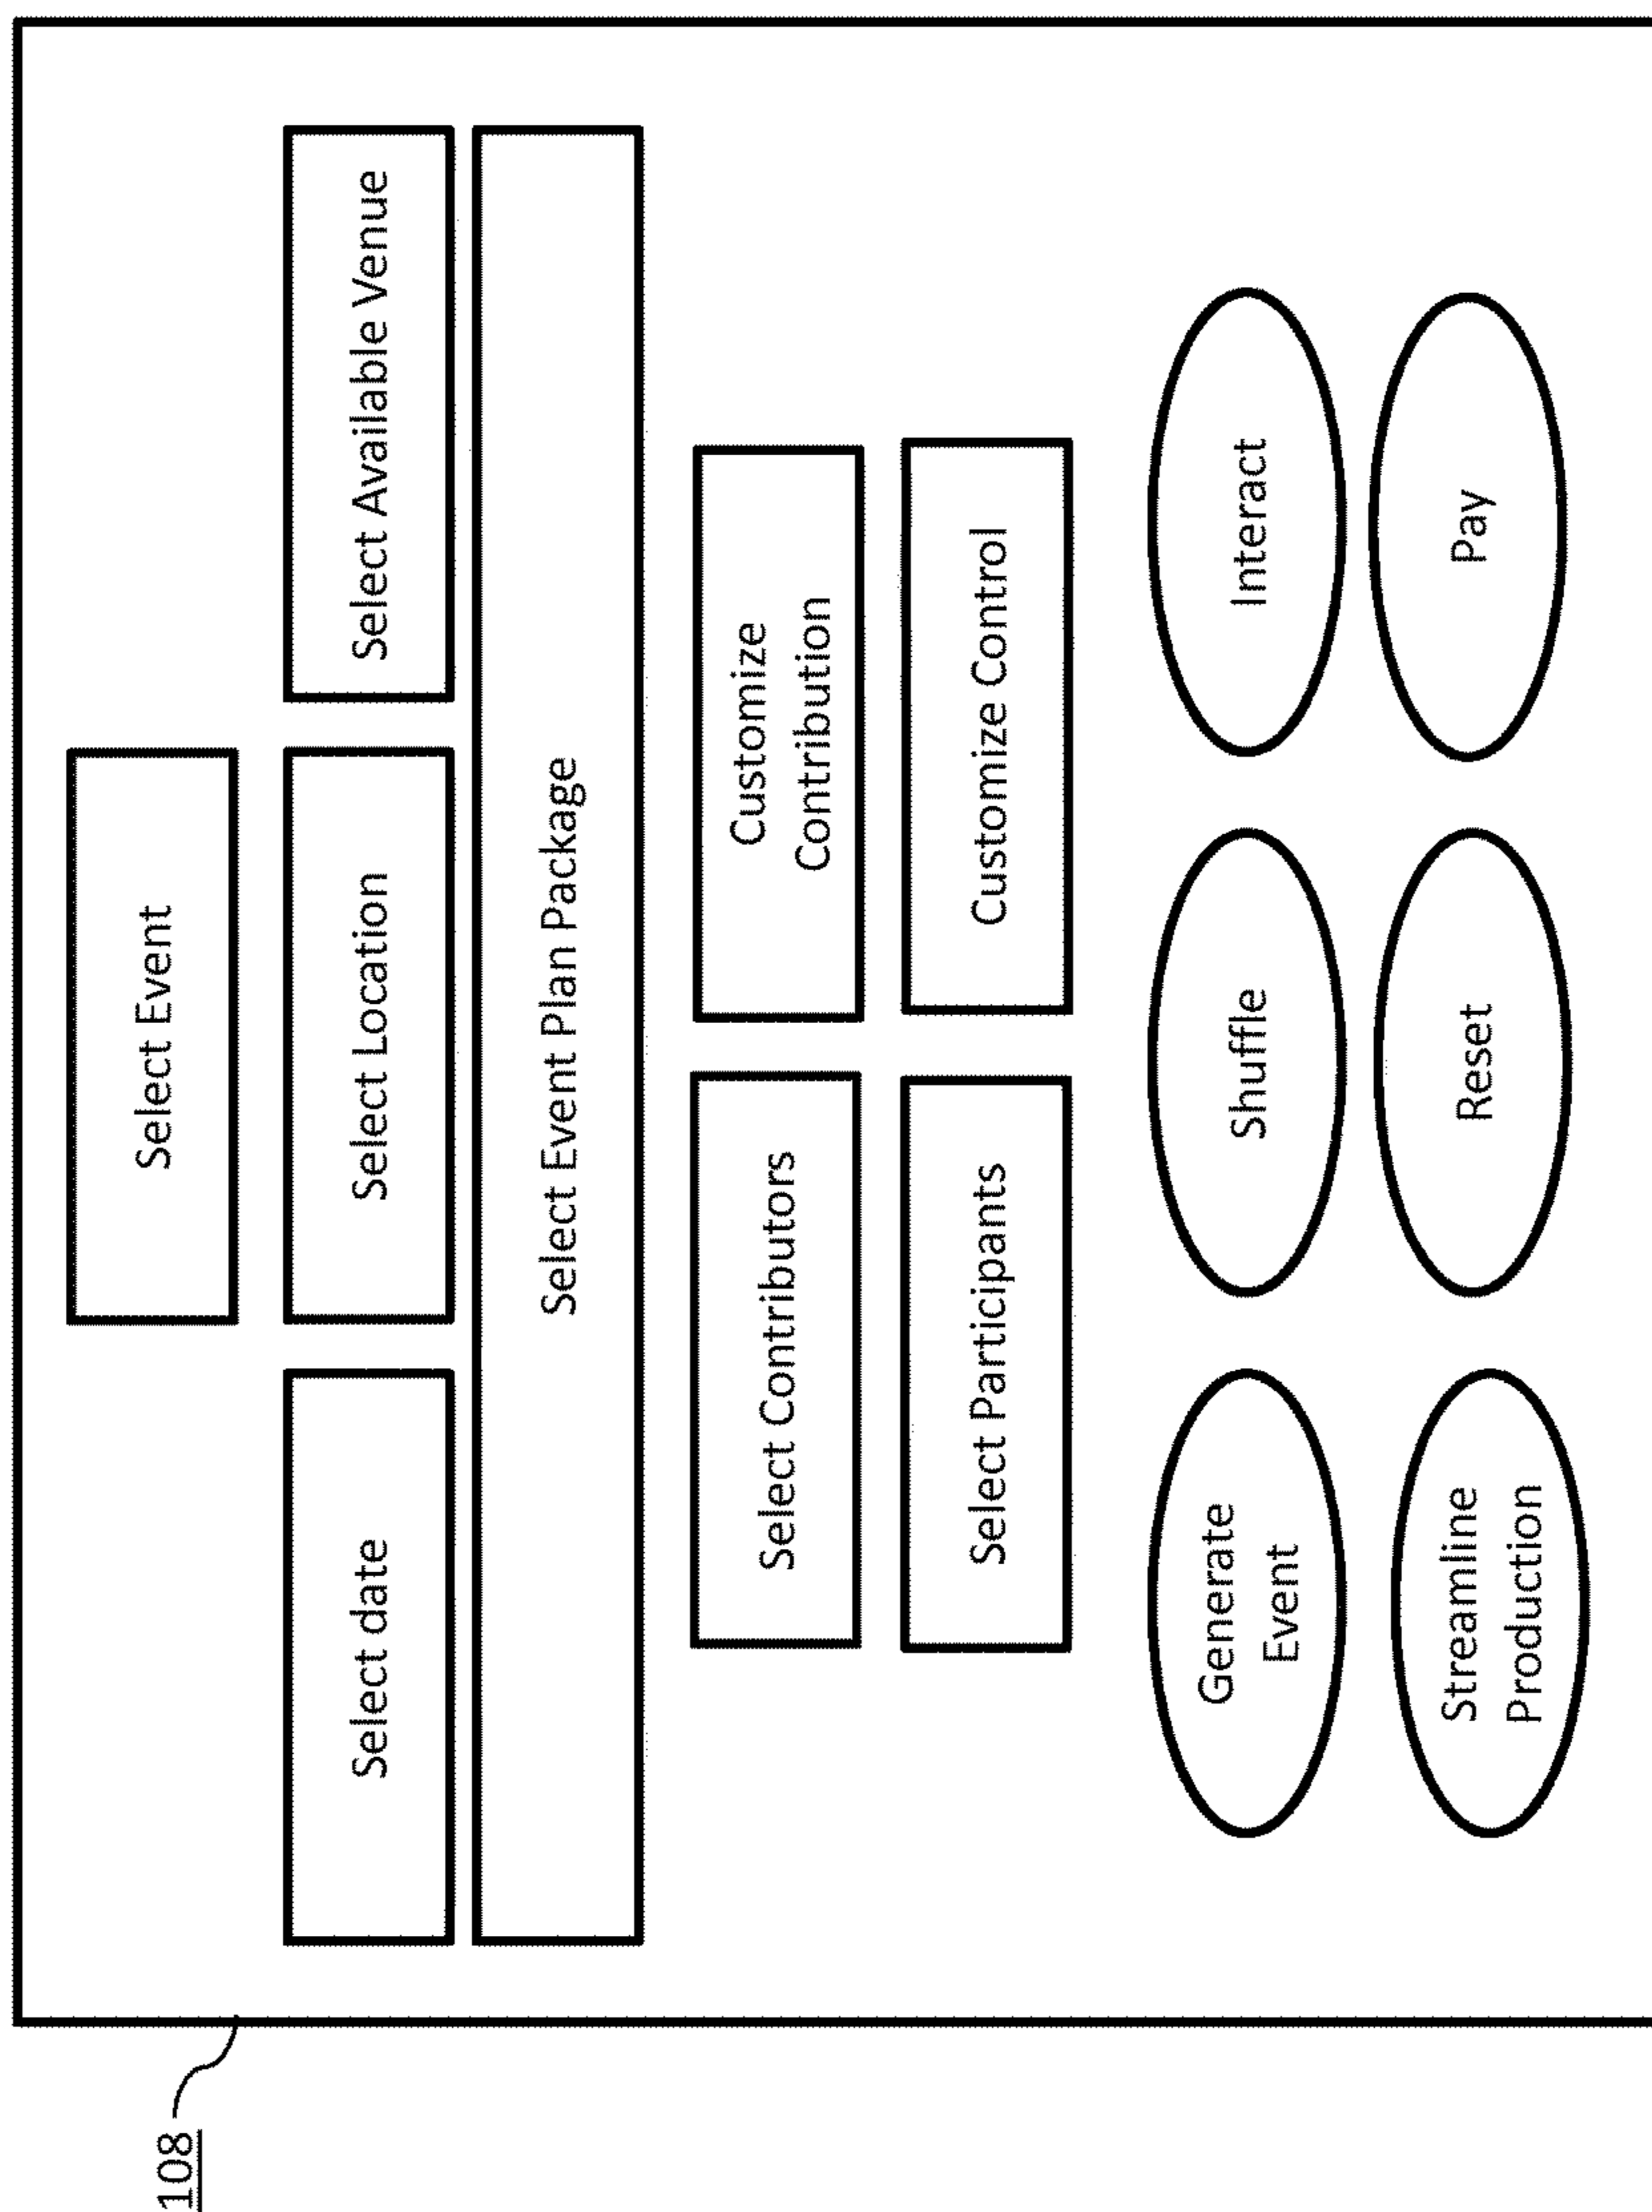 108
Select Event
Select date
Select Location
Select Available Venue
Select Event Plan Package
Select Contributors
Customize
Contribution
Select Participants
Customize Control
Generate
Event
Shuffle
Interact
Streamline
Production
Reset
Pay